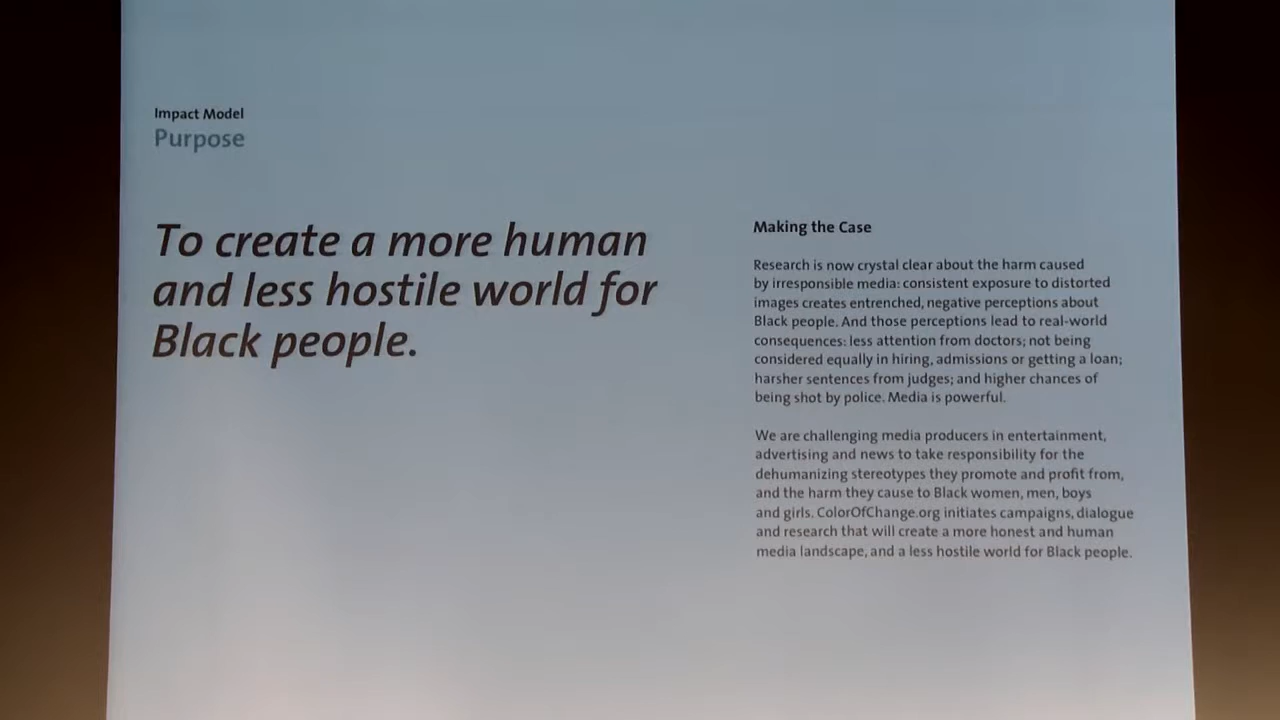 Impact Model
Purpose
To create a more human
and less hostile world for
Black people.
Making the Case
Research is now crystal clear about the harm caused
by irresponsible media: consistent exposure to distorted
images creates entrenched, negative perceptions about
Black people. And those perceptions lead to real-world
consequences: less attention from doctors; not being
considered equally in hiring, admissions or getting a loan;
harsher sentences from judges; and higher chances of
being shot by police. Media is powerful.
We are challenging media producers in entertainment,
advertising and news to take responsibility for the
dehumanizing stereotypes they promote and profit from,
and the harm they cause to Black women, men, boys
and girls. ColorOfChange.org initiates campaigns, dialogue
and research that will create a more honest and human
media landscape, and a less hostile world for Black people.